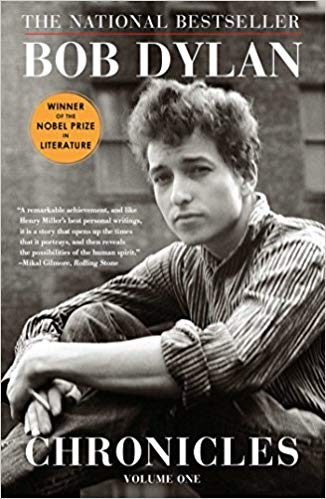 THE NATIONAL BESTSELLER
BOB DYLAN
WINNER
OF THE
NOBEL PRIZE
IN
LITERATURE
“A remarkable achievement, and like
Henry Miller’s best personal writings,
it is a story that opens up the times
that it portrays, and then reveals
the possibilities of the human spirit.”
–Mikal Gilmore, Rolling Stone
CHRONICLES
VOLUME ONE